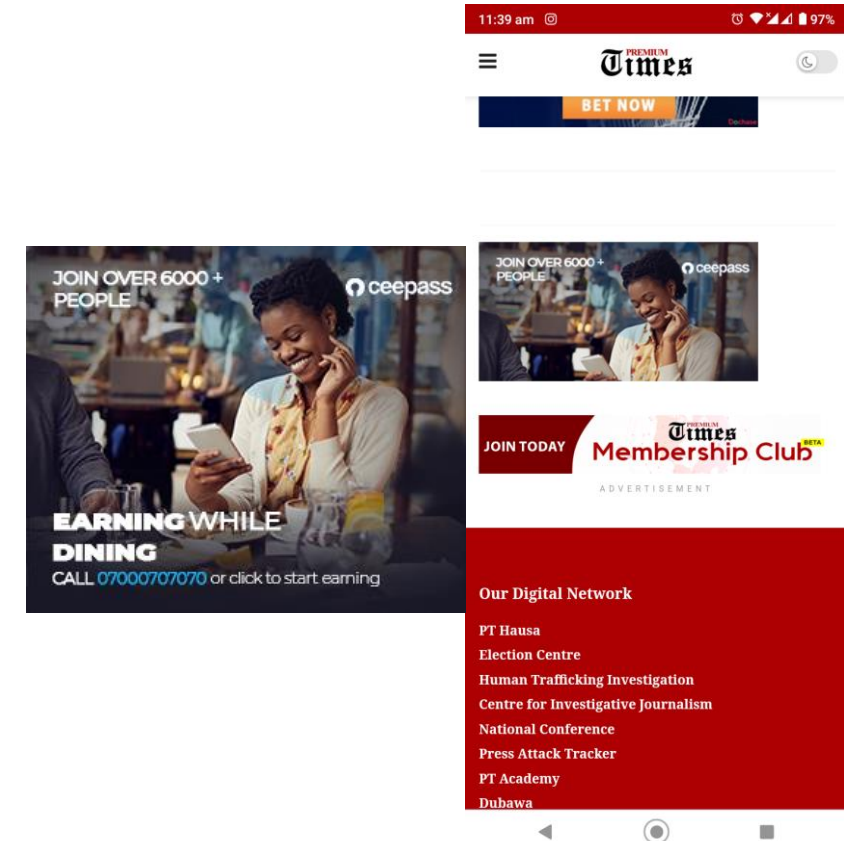 JOIN OVER 6000 +
PEOPLE
ceepass
EARNING WHILE
DINING
CALL 07000707070 or click to start earning
11:39 am
97%
PREMIUM
Times
BET NOW
Dochase
JOIN OVER 6000 +
PEOPLE
ceepass
JOIN TODAY
PREMIUM
Times
Membership Club
BETA
ADVERTISEMENT
Our Digital Network
PT Hausa
Election Centre
Human Trafficking Investigation
Centre for Investigative Journalism
National Conference
Press Attack Tracker
PT Academy
Dubawa